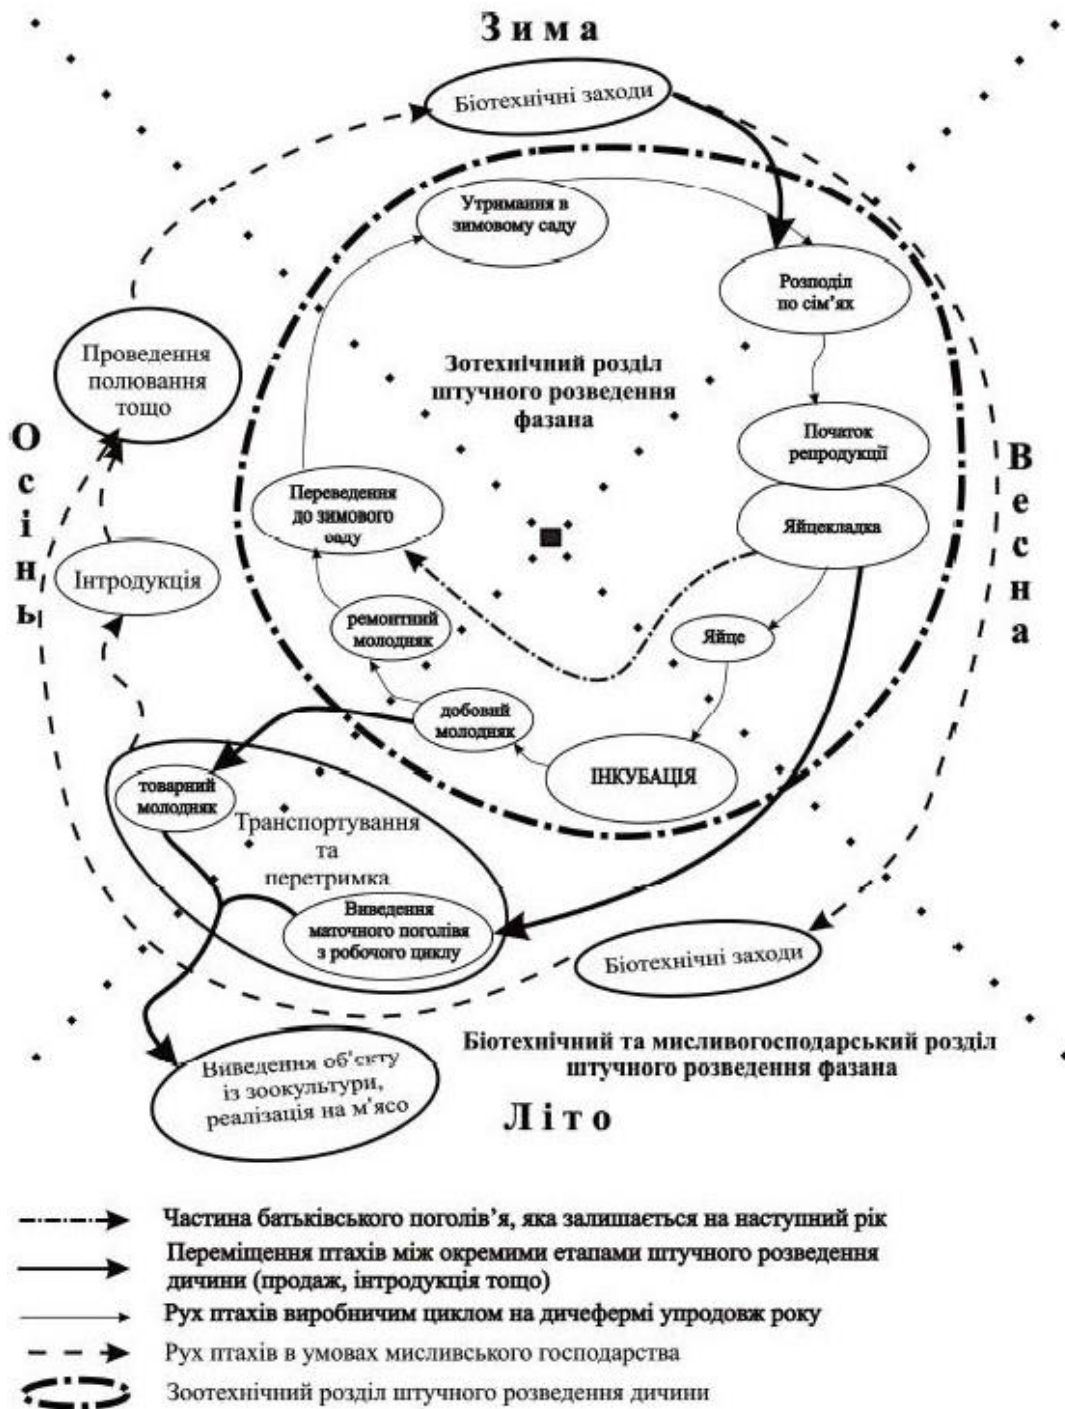 Зима
Біотехнічні заходи
Утримання в
зимовому саду
Розподіл
по сім’ях
Проведення
полювання
тощо
Зотехнічний розділ
штучного розведення
фазана
Початок
репродукції
Осінь
Весна
Переведення
до зимового
саду
Яйцекладка
Інтродукція
ремонтний
молодняк
Яйце
добовий
молодняк
ІНКУБАЦІЯ
товарний
молодняк
Транспортування
та
перетримка
Виведення
маточного поголівя
з робочого циклу
Біотехнічні заходи
Біотехнічний та мисливогосподарський розділ
штучного розведення фазана
Виведення об’єкту
із зоокультури,
реалізація на м’ясо
Літо
Частина батьківського поголів’я, яка залишається на наступний рік
Переміщення птахів між окремими етапами штучного розведення
дичини (продаж, інтродукція тощо)
Рух птахів виробничим циклом на дичефермі упродовж року
Рух птахів в умовах мисливського господарства
Зоотехнічний розділ штучного розведення дичини